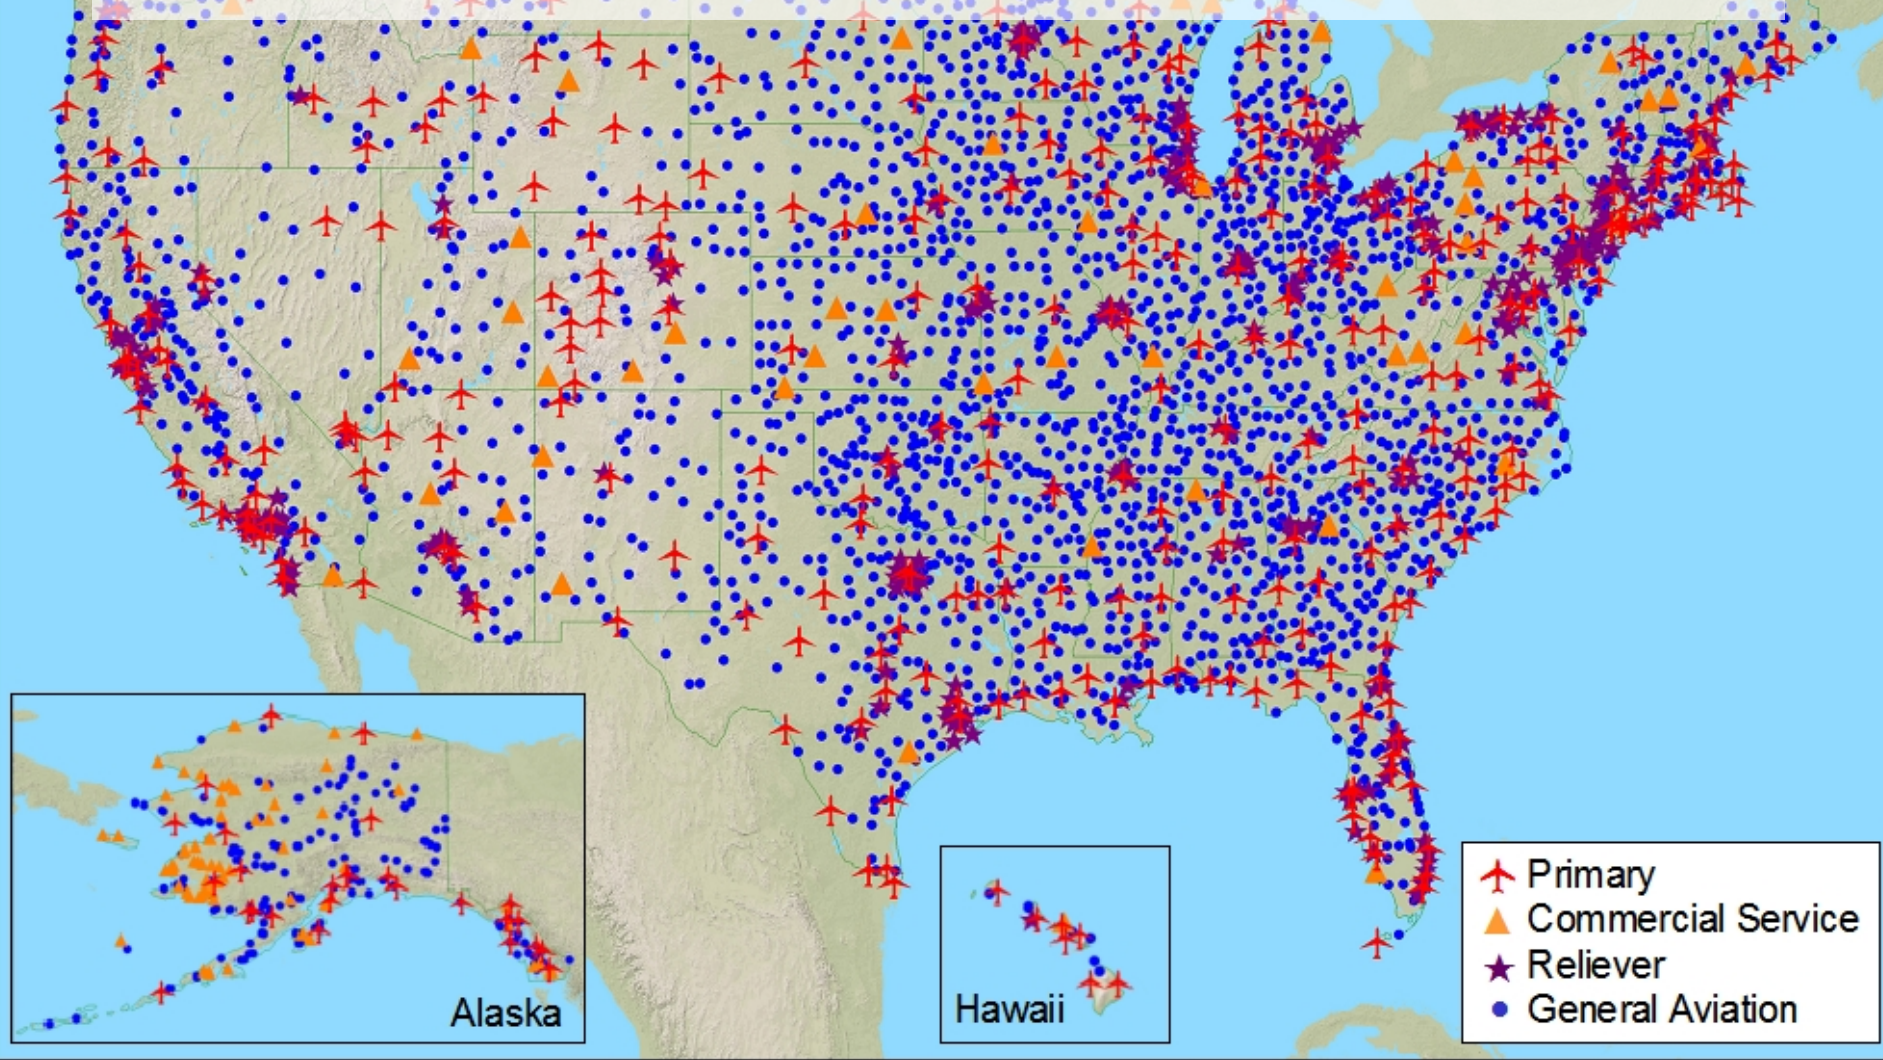 Primary
Commercial Service
Reliever
General Aviation
Alaska
Hawaii